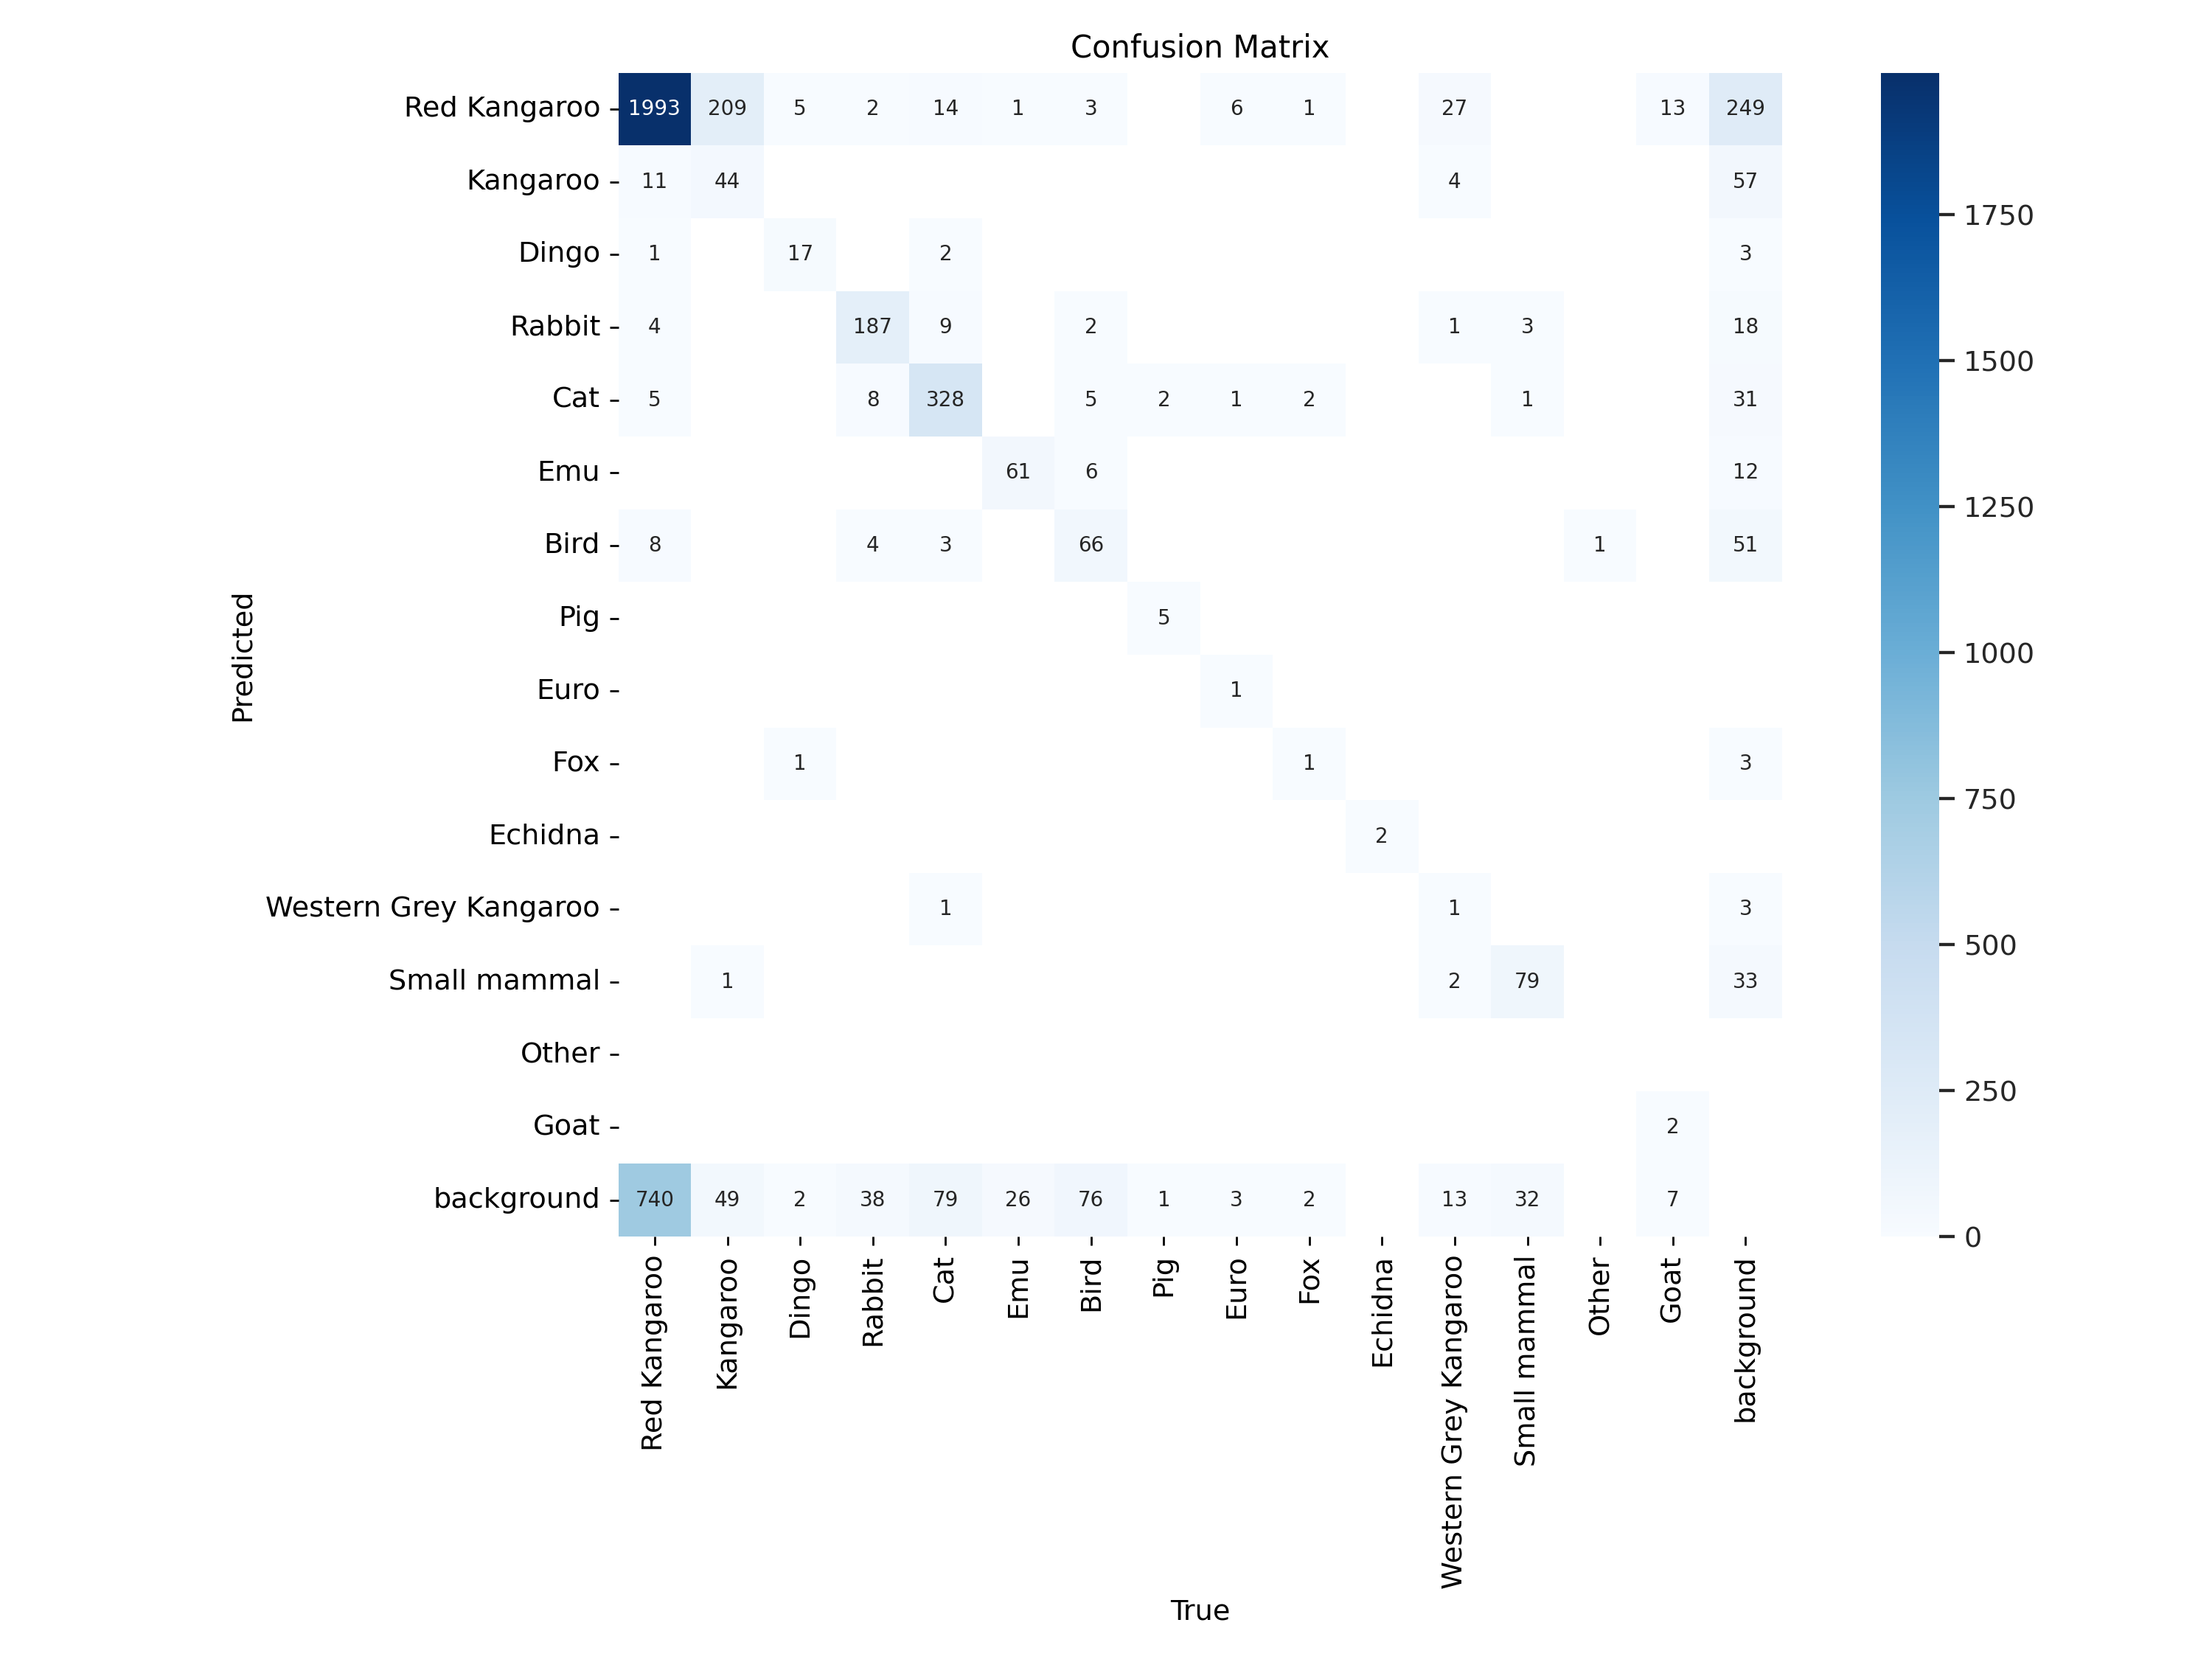 Confusion Matrix
Red Kangaroo 1993 209 5 2 14 1 3 6 1 27 13 249
Kangaroo 11 44 4 57
Dingo 1 17 2 3
Rabbit 4 187 9 2 1 3 18
Cat 5 8 328 5 2 1 2 1 31
Emu 61 6 12
Bird 8 4 3 66 1 51
Pig 5
Euro 1
Fox 1 1 3
Echidna 2
Western Grey Kangaroo 1 1 3
Small mammal 1 2 79 33
Other
Goat 2
background 740 49 2 38 79 26 76 1 3 2 13 32 7
Predicted
Red Kangaroo
Kangaroo
Dingo
Rabbit
Cat
Emu
Bird
Pig
Euro
Fox
Echidna
Western Grey Kangaroo
Small mammal
Other
Goat
background
True
1750
1500
1250
1000
750
500
250
0